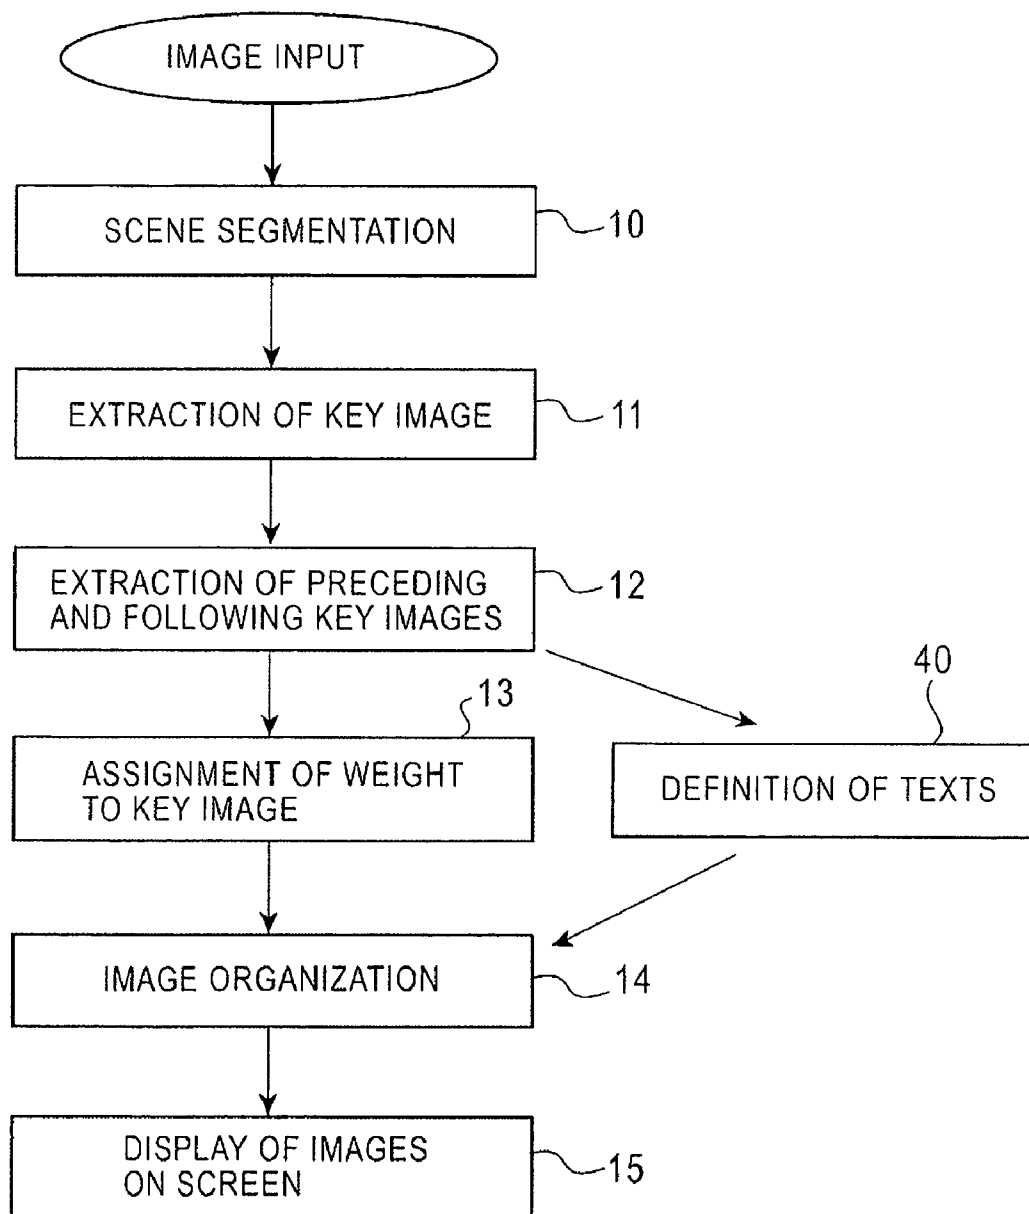 IMAGE INPUT
SCENE SEGMENTATION
10
EXTRACTION OF KEY IMAGE
11
EXTRACTION OF PRECEDING
AND FOLLOWING KEY IMAGES
12
40
13
ASSIGNMENT OF WEIGHT
TO KEY IMAGE
DEFINITION OF TEXTS
IMAGE ORGANIZATION
14
DISPLAY OF IMAGES
ON SCREEN
15